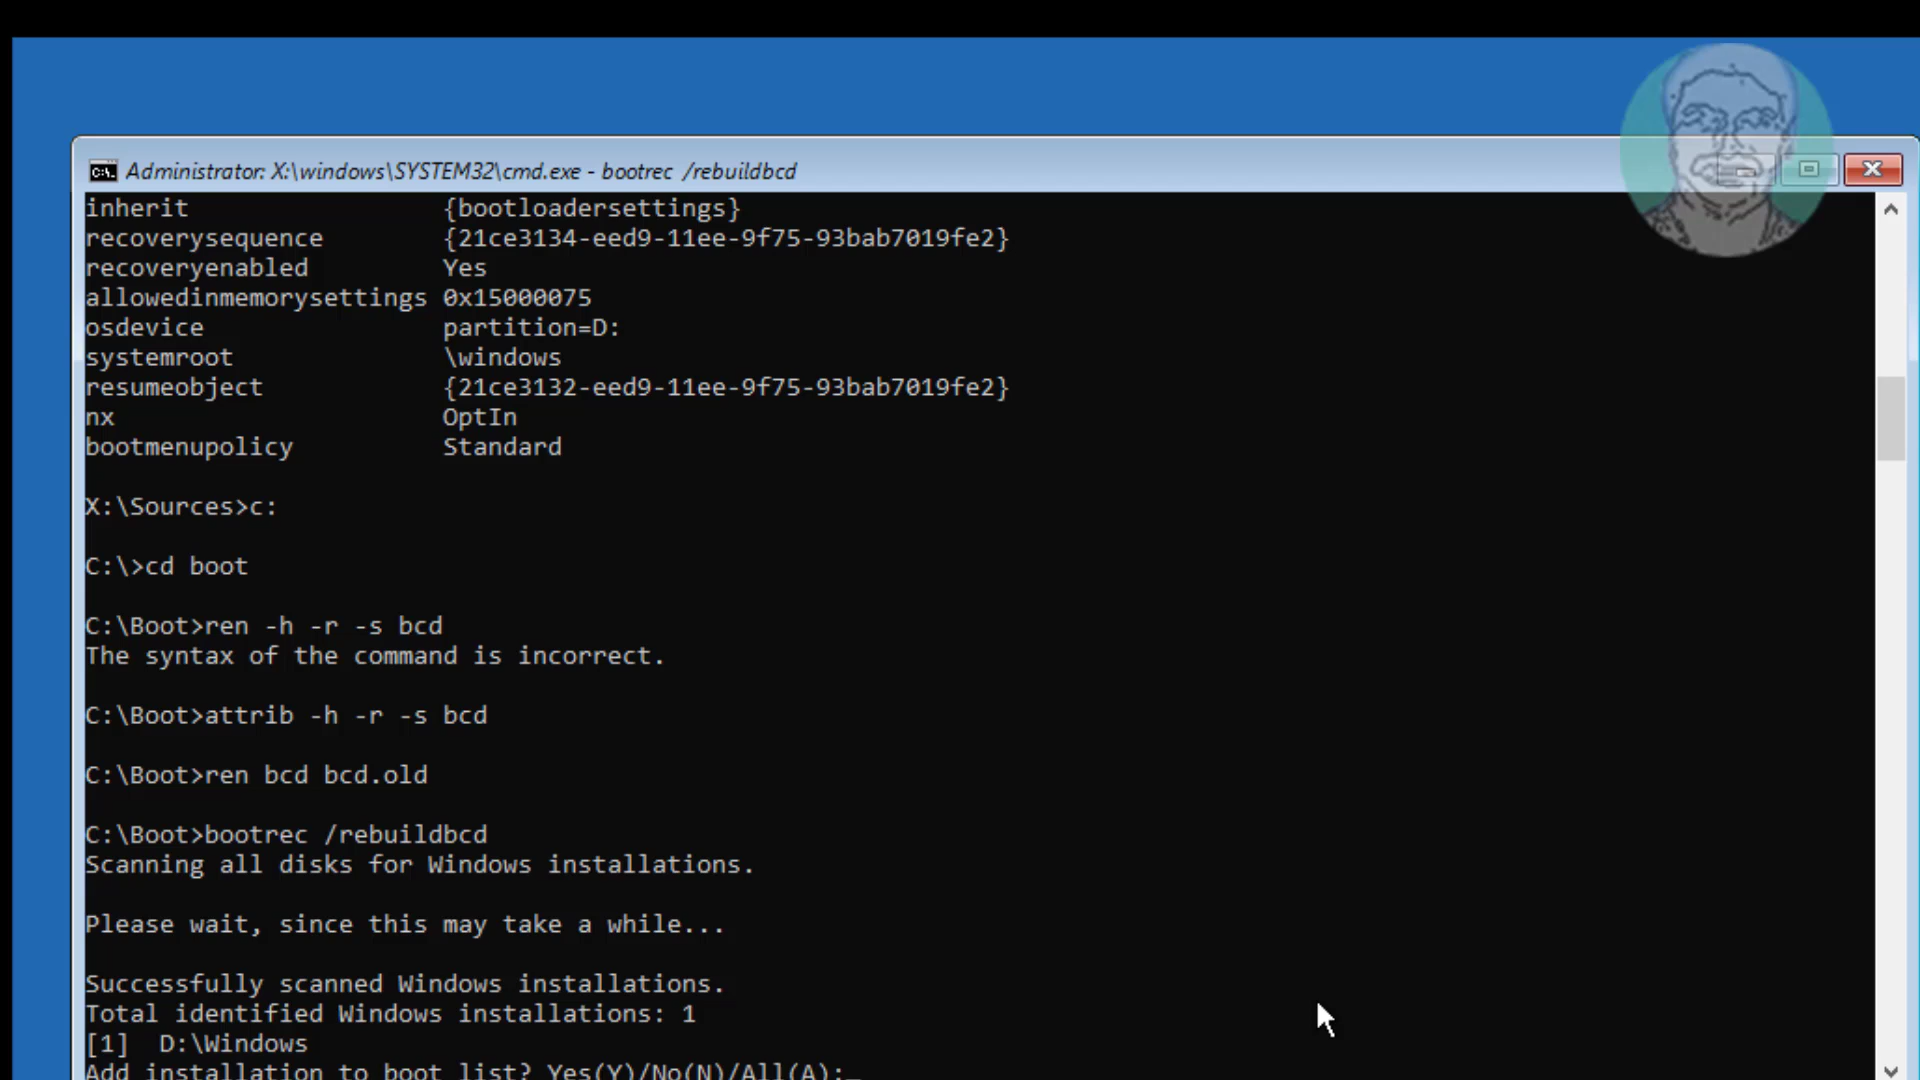 Administrator: X:\windows\SYSTEM32\cmd.exe - bootrec /rebuildbcd
inherit {bootloadersettings}
recoverysequence {21ce3134-eed9-11ee-9f75-93bab7019fe2}
recoveryenabled Yes
allowedinmemorysettings 0x15000075
osdevice partition=D:
systemroot \windows
resumeobject {21ce3132-eed9-11ee-9f75-93bab7019fe2}
nx OptIn
bootmenupolicy Standard
X:\Sources>c:
C:\>cd boot
C:\Boot>ren -h -r -s bcd
The syntax of the command is incorrect.
C:\Boot>attrib -h -r -s bcd
C:\Boot>ren bcd bcd.old
C:\Boot>bootrec /rebuildbcd
Scanning all disks for Windows installations.
Please wait, since this may take a while...
Successfully scanned Windows installations.
Total identified Windows installations: 1
[1] D:\Windows
Add installation to boot list? Yes(Y)/No(N)/All(A):